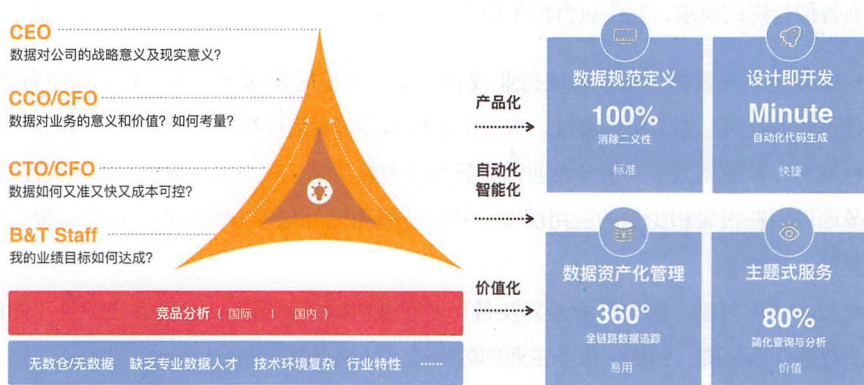 CEO
数据对公司的战略意义及现实意义?
CCO/CFO
数据对业务的意义和价值? 如何考量?
CTO/CFO
数据如何又准又快又成本可控?
B&T Staff
我的业绩目标如何达成?
竞品分析 ( 国际 | 国内 )
无数仓/无数据 缺乏专业数据人才 技术环境复杂 行业特性 ······
产品化
自动化
智能化
价值化
数据规范定义
100%
消除二义性
标准
设计即开发
Minute
自动化代码生成
快捷
数据资产化管理
360°
全链路数据追踪
易用
主题式服务
80%
简化查询与分析
价值